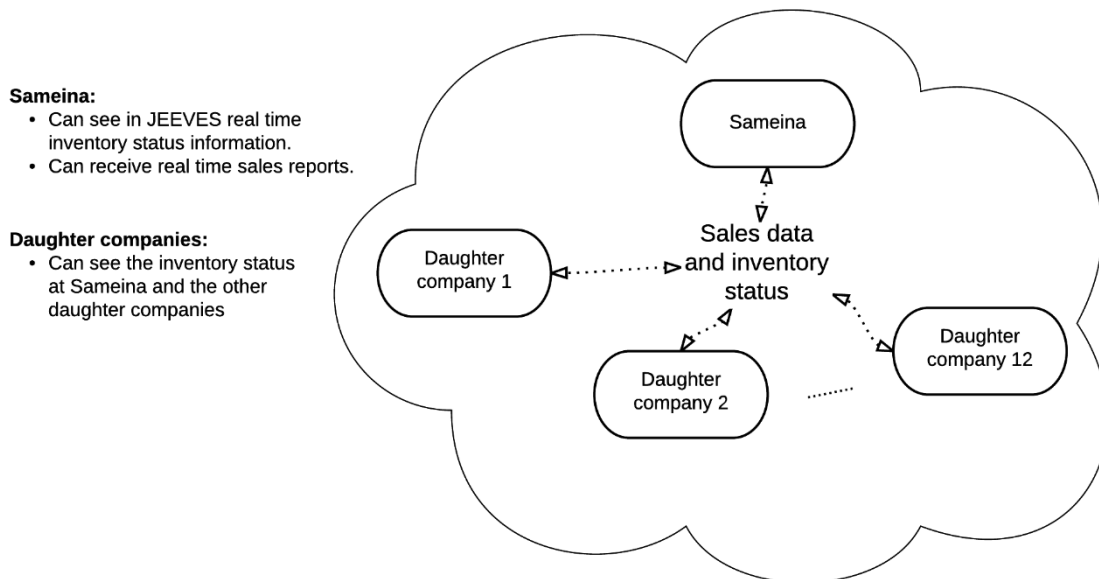 Sameina:
• Can see in JEEVES real time
inventory status information.
• Can receive real time sales reports.
Daughter companies:
• Can see the inventory status
at Sameina and the other
daughter companies
Sameina
Sales data
and inventory
status
Daughter
company 1
Daughter
company 2
Daughter
company 12